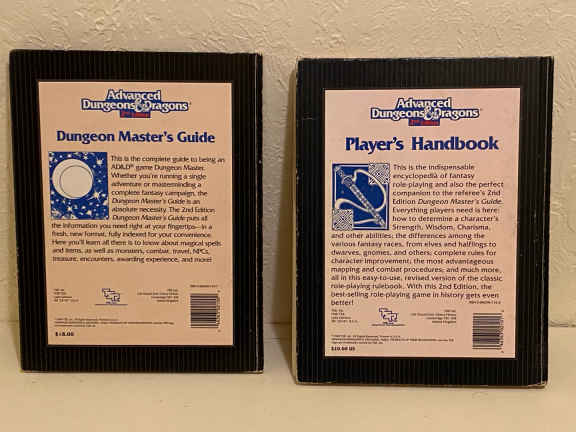 Advanced
Dungeons & Dragons
2nd Edition
Dungeon Master's Guide
This is the complete guide to being an
AD&D® game Dungeon Master.
Whether you're running a single
adventure or masterminding a
complete fantasy campaign, the
Dungeon Master's Guide is an
absolute necessity. The 2nd Edition
Dungeon Master's Guide puts all
the information you need right at your fingertips—in a
fresh, new format, fully indexed for your convenience.
Here you'll learn all there is to know about magical spells
and items, as well as monsters, combat, travel, NPCs,
treasure, encounters, awarding experience, and more!
$18.00
Advanced
Dungeons & Dragons
2nd Edition
Player's Handbook
This is the indispensable
encyclopedia of fantasy
role-playing and also the perfect
companion to the referee's 2nd
Edition Dungeon Master's Guide.
Everything players need is here:
how to determine a character's
Strength, Wisdom, Charisma,
and other abilities; the differences among the
various fantasy races, from elves and halflings to
dwarves, gnomes, and others; complete rules for
character improvement; the most advantageous
mapping and combat procedures; and much more,
all in this easy-to-use, revised version of the classic
role-playing rulebook. With this 2nd Edition, the
best-selling role-playing game in history gets even
better!